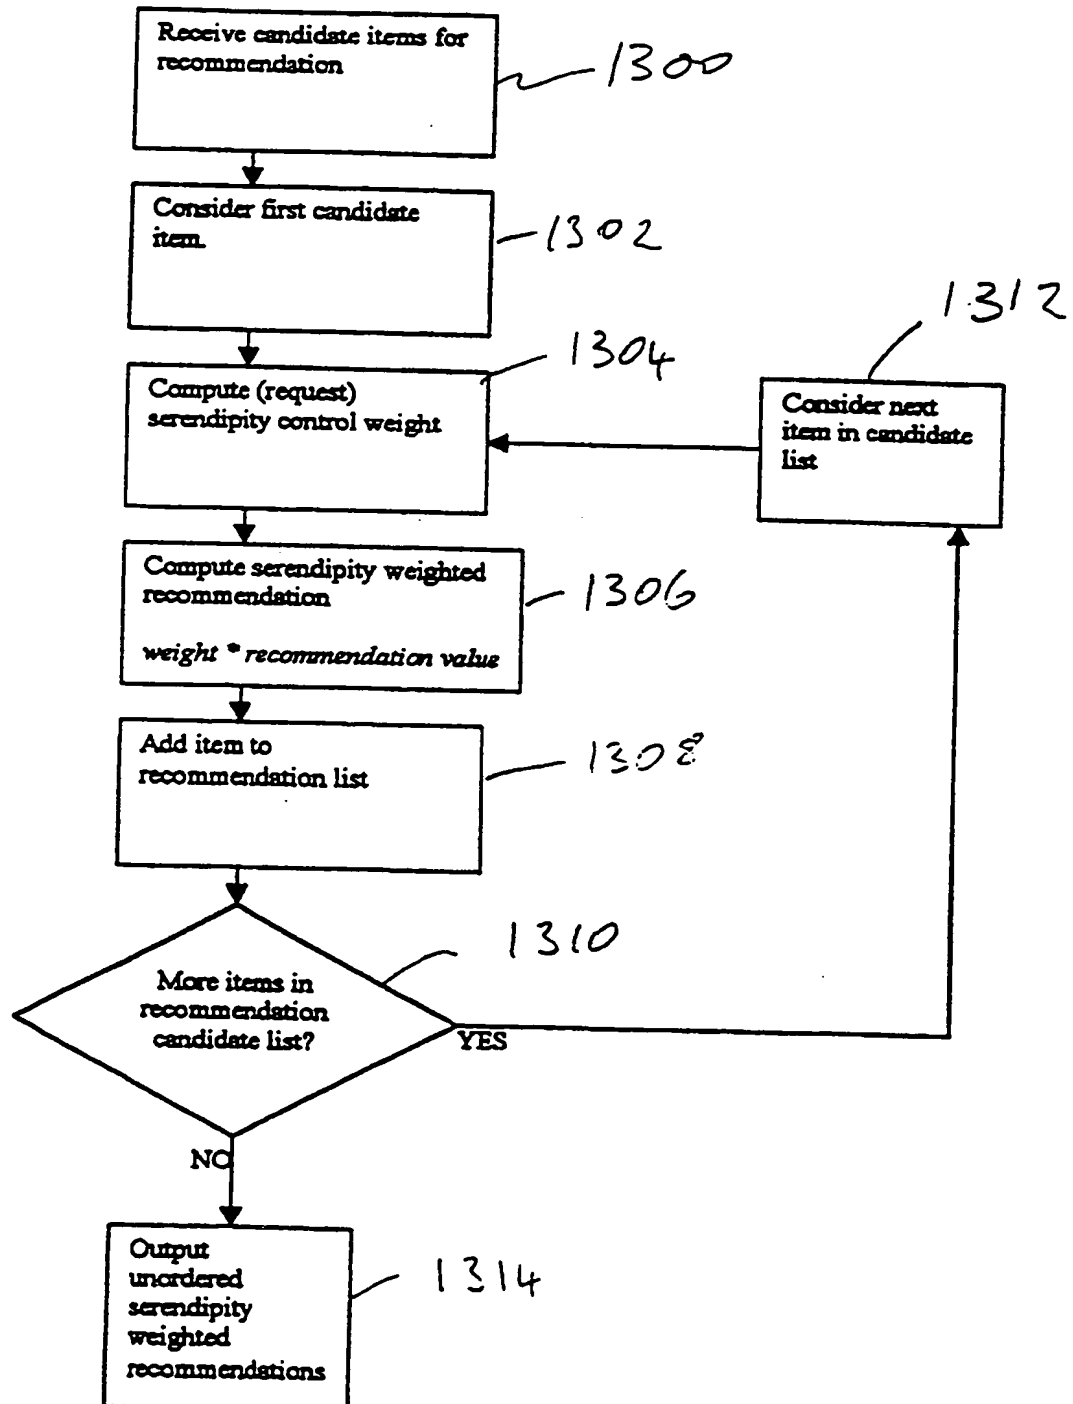 Receive candidate items for
recommendation
1300
Consider first candidate
item.
1302
1312
1304
Compute (request)
serendipity control weight
Consider next
item in candidate
list
Compute serendipity weighted
recommendation
weight * recommendation value
1306
Add item to
recommendation list
1308
1310
More items in
recommendation
candidate list?
YES
NO
Output
unordered
serendipity
weighted
recommendations
1314